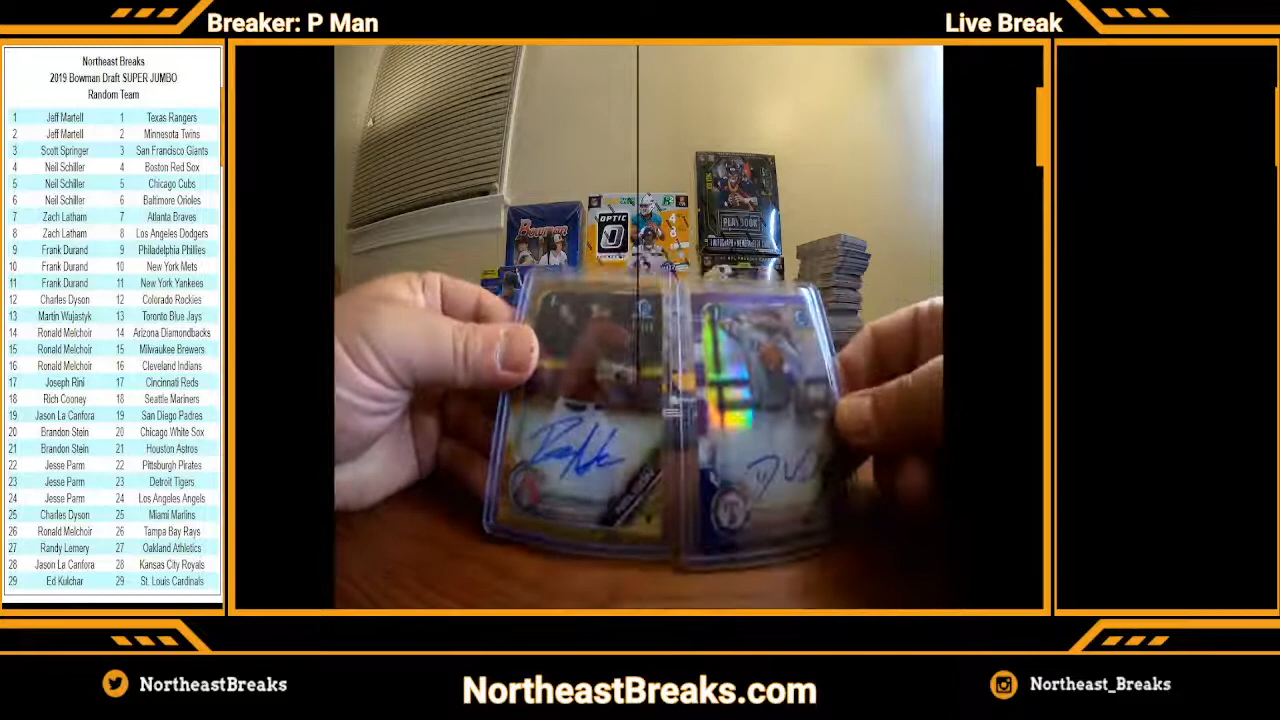 Breaker: P Man
Live Break
Northeast Breaks
2019 Bowman Draft SUPER JUMBO
Random Team
1 Jeff Martell 1 Texas Rangers
2 Jeff Martell 2 Minnesota Twins
3 Scott Springer 3 San Francisco Giants
4 Neil Schiller 4 Boston Red Sox
5 Neil Schiller 5 Chicago Cubs
6 Neil Schiller 6 Baltimore Orioles
7 Zach Latham 7 Atlanta Braves
8 Zach Latham 8 Los Angeles Dodgers
9 Frank Durand 9 Philadelphia Phillies
10 Frank Durand 10 New York Mets
11 Frank Durand 11 New York Yankees
12 Charles Dyson 12 Colorado Rockies
13 Martin Wujastyk 13 Toronto Blue Jays
14 Ronald Melchoir 14 Arizona Diamondbacks
15 Ronald Melchoir 15 Milwaukee Brewers
16 Ronald Melchoir 16 Cleveland Indians
17 Joseph Rini 17 Cincinnati Reds
18 Rich Cooney 18 Seattle Mariners
19 Jason La Canfora 19 San Diego Padres
20 Brandon Stein 20 Chicago White Sox
21 Brandon Stein 21 Houston Astros
22 Jesse Parm 22 Pittsburgh Pirates
23 Jesse Parm 23 Detroit Tigers
24 Jesse Parm 24 Los Angeles Angels
25 Charles Dyson 25 Miami Marlins
26 Ronald Melchoir 26 Tampa Bay Rays
27 Randy Lemery 27 Oakland Athletics
28 Jason La Canfora 28 Kansas City Royals
29 Ed Kulchar 29 St. Louis Cardinals
Bowman
OPTIC
PLAYBOOK
NortheastBreaks
NortheastBreaks.com
Northeast_Breaks